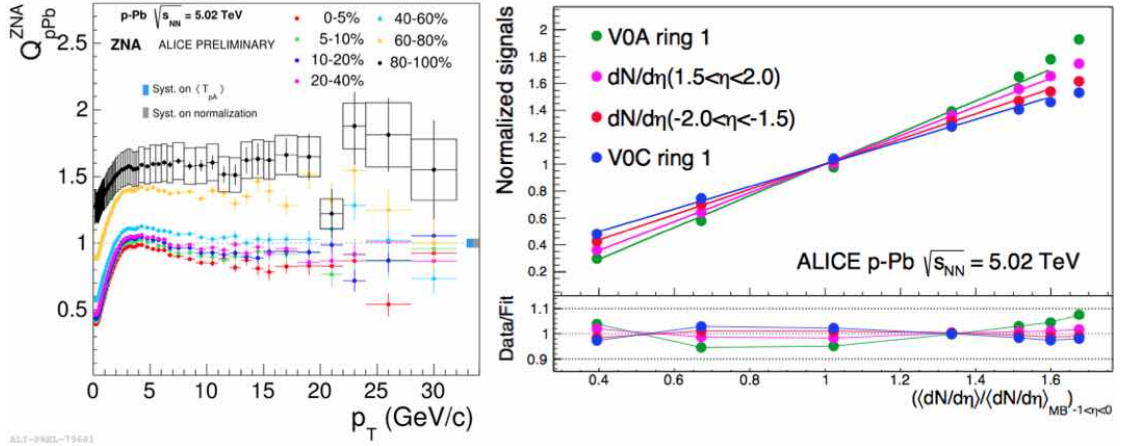 Q^ZNA_pPb
2.5
2
1.5
1
0.5
p-Pb √s_NN = 5.02 TeV
ZNA ALICE PRELIMINARY
0-5%
5-10%
10-20%
20-40%
40-60%
60-80%
80-100%
Syst. on ⟨T_pA⟩
Syst. on normalization
0 5 10 15 20 25 30
p_T (GeV/c)
ALI-PREL-79681
Normalized signals
2
1.8
1.6
1.4
1.2
1
0.8
0.6
0.4
0.2
V0A ring 1
dN/dη(1.5<η<2.0)
dN/dη(-2.0<η<-1.5)
V0C ring 1
ALICE p-Pb √s_NN = 5.02 TeV
Data/Fit
1.1
1
0.9
0.4 0.6 0.8 1 1.2 1.4 1.6
(⟨dN/dη⟩/⟨dN/dη⟩_MB)_-1<η<0